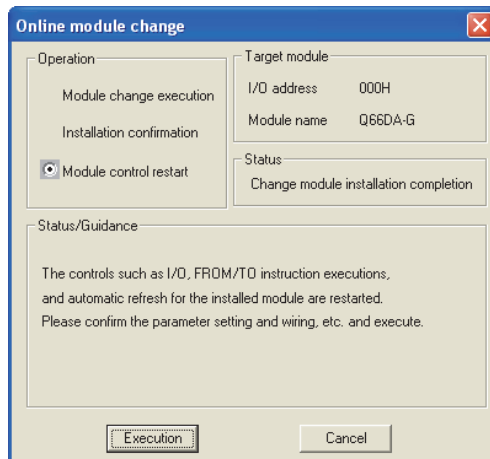 Online module change
Operation
Module change execution
Installation confirmation
Module control restart
Target module
I/O address 000H
Module name Q66DA-G
Status
Change module installation completion
Status/Guidance
The controls such as I/O, FROM/TO instruction executions,
and automatic refresh for the installed module are restarted.
Please confirm the parameter setting and wiring, etc. and execute.
Execution
Cancel